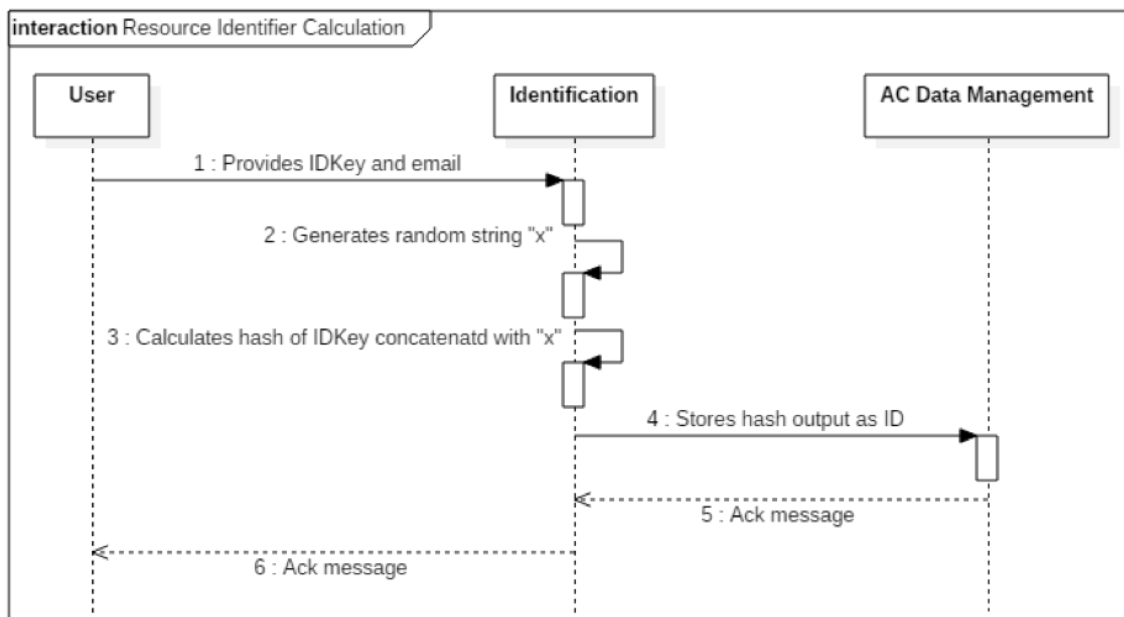 interaction Resource Identifier Calculation
User
Identification
AC Data Management
1 : Provides IDKey and email
2 : Generates random string "x"
3 : Calculates hash of IDKey concatenatd with "x"
4 : Stores hash output as ID
5 : Ack message
6 : Ack message